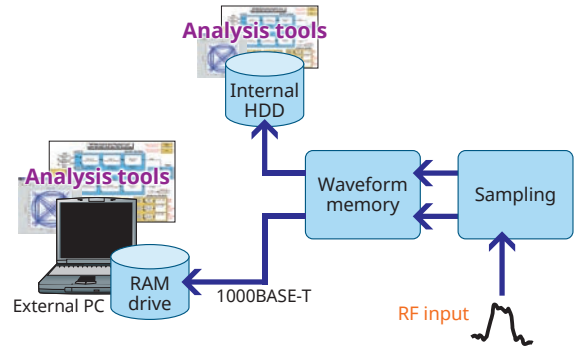 Analysis tools
Internal
HDD
Analysis tools
Waveform
memory
Sampling
RAM
drive
1000BASE-T
External PC
RF input